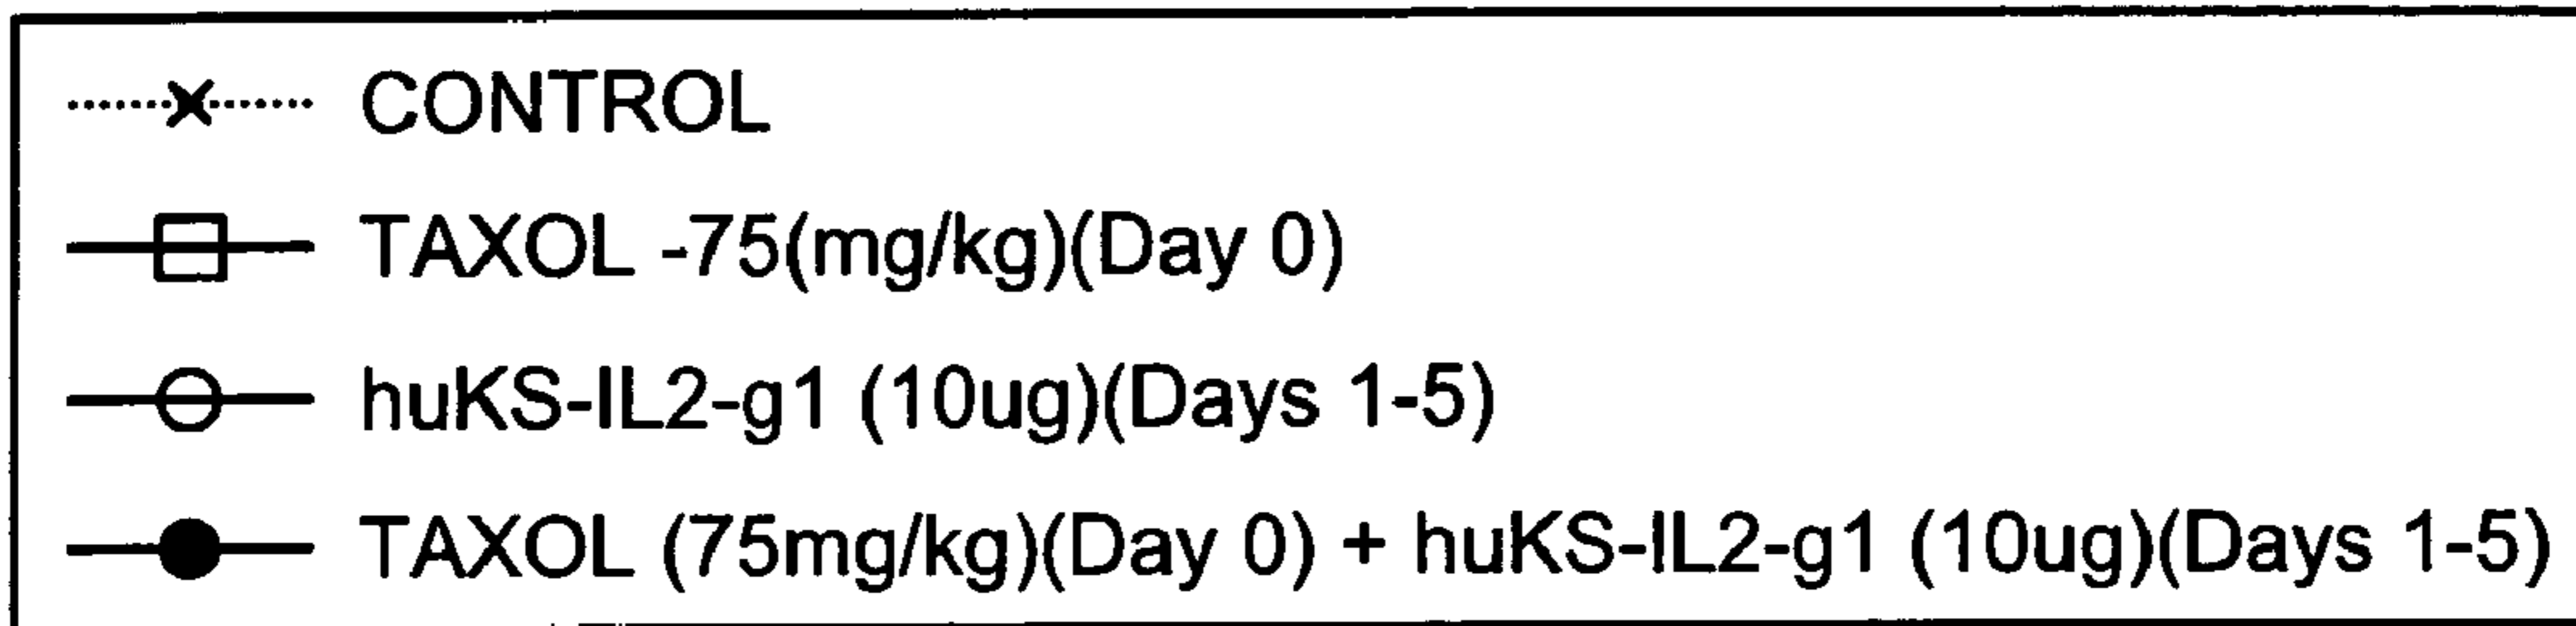 CONTROL
TAXOL -75(mg/kg)(Day 0)
huKS-IL2-g1 (10ug)(Days 1-5)
TAXOL (75mg/kg)(Day 0) + huKS-IL2-g1 (10ug)(Days 1-5)